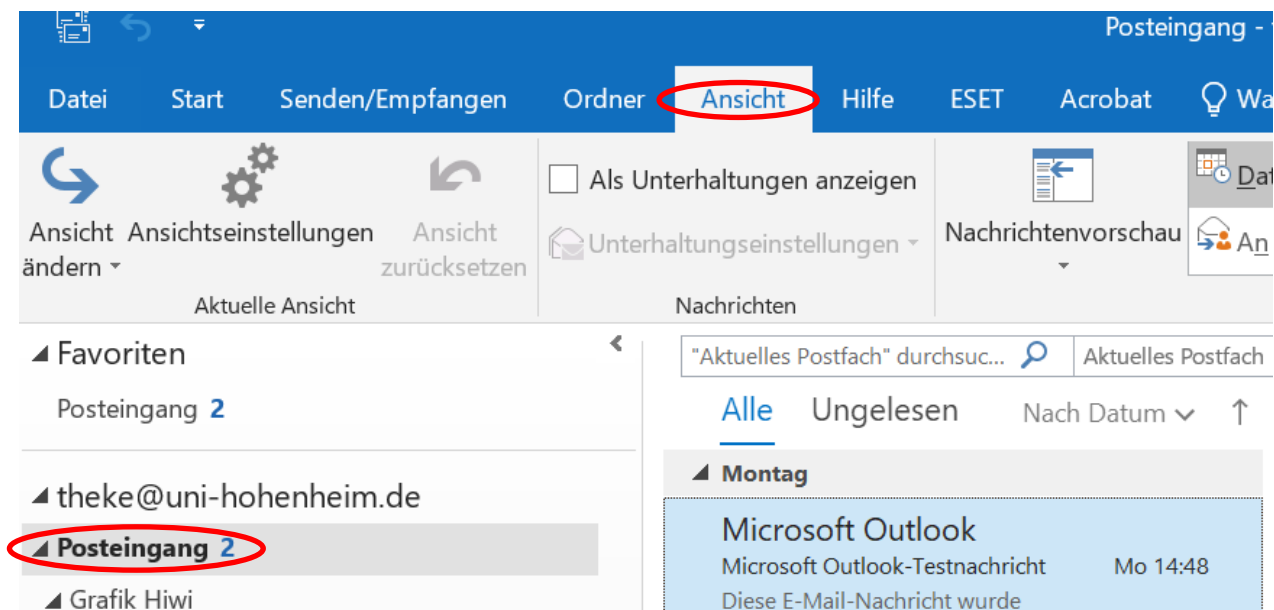 Posteingang -
Datei Start Senden/Empfangen Ordner Ansicht Hilfe ESET Acrobat
Ansicht ändern
Ansichtseinstellungen
Ansicht zurücksetzen
Aktuelle Ansicht
Als Unterhaltungen anzeigen
Unterhaltungseinstellungen
Nachrichten
Nachrichtenvorschau
An
Favoriten
Posteingang 2
theke@uni-hohenheim.de
Posteingang 2
Grafik Hiwi
"Aktuelles Postfach" durchsuc... Aktuelles Postfach
Alle Ungelesen Nach Datum
Montag
Microsoft Outlook
Microsoft Outlook-Testnachricht Mo 14:48
Diese E-Mail-Nachricht wurde